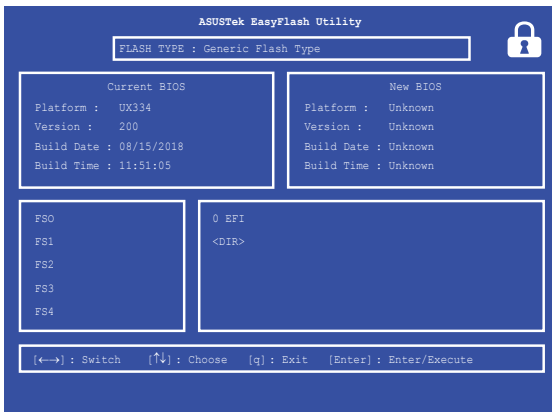 ASUSTek EasyFlash Utility
FLASH TYPE : Generic Flash Type
Current BIOS
Platform : UX334
Version : 200
Build Date : 08/15/2018
Build Time : 11:51:05
New BIOS
Platform : Unknown
Version : Unknown
Build Date : Unknown
Build Time : Unknown
FSO
FS1
FS2
FS3
FS4
0 EFI
<DIR>
[←→] : Switch [↑↓] : Choose [q] : Exit [Enter] : Enter/Execute